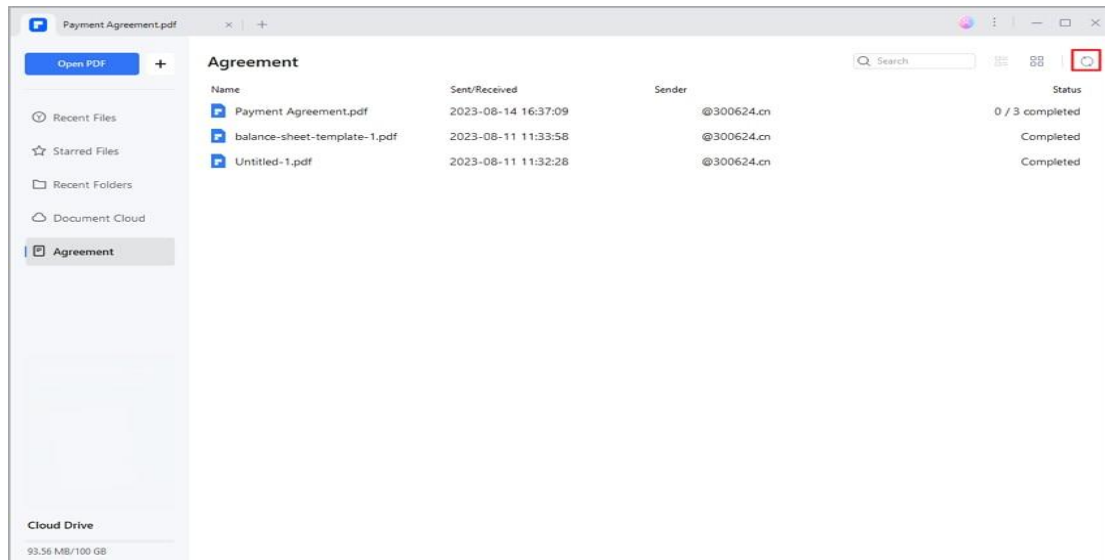 Payment Agreement.pdf
Open PDF
Agreement
Search
Name Sent/Received Sender Status
Payment Agreement.pdf 2023-08-14 16:37:09 @300624.cn 0 / 3 completed
balance-sheet-template-1.pdf 2023-08-11 11:33:58 @300624.cn Completed
Untitled-1.pdf 2023-08-11 11:32:28 @300624.cn Completed
Recent Files
Starred Files
Recent Folders
Document Cloud
Agreement
Cloud Drive
93.56 MB/100 GB